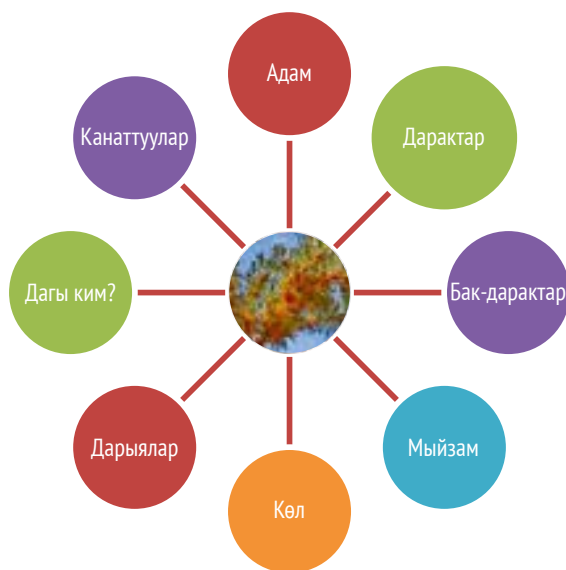 Адам
Дарактар
Бак-дарактар
Мыйзам
Көл
Дарыялар
Дагы ким?
Канаттуулар